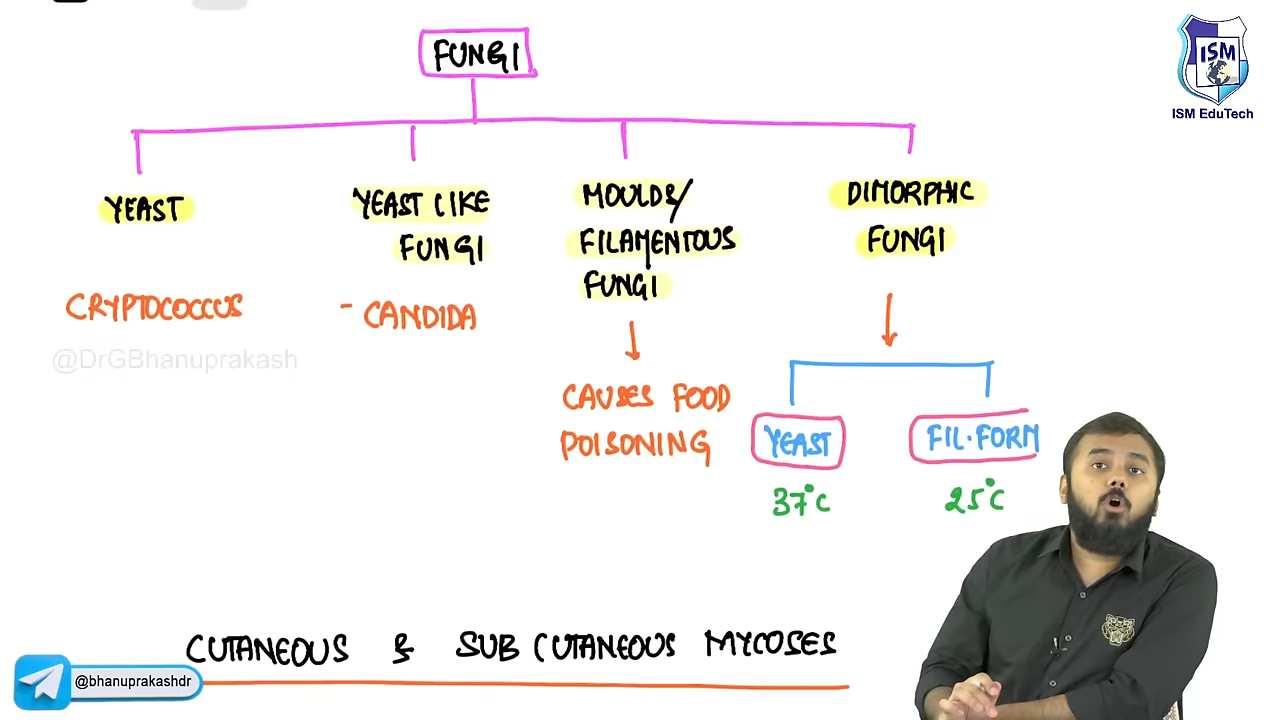 FUNGI
ISM
ISM EduTech
YEAST
YEAST LIKE
FUNGI
MOULDS/
FILAMENTOUS
FUNGI
DIMORPHIC
FUNGI
CRYPTOCOCCUS
- CANDIDA
@DrGBhanuprakash
CAUSES FOOD
POISONING
YEAST
FIL.FORM
37°C
25°C
CUTANEOUS & SUB CUTANEOUS MYCOSES
@bhanuprakashdr